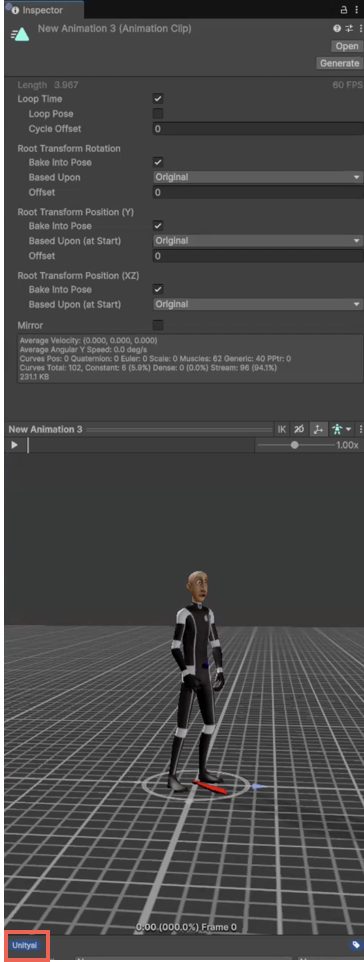 Inspector
New Animation 3 (Animation Clip)
Open
Generate
Length 3.967 60 FPS
Loop Time
Loop Pose
Cycle Offset 0
Root Transform Rotation
Bake Into Pose
Based Upon Original
Offset 0
Root Transform Position (Y)
Bake Into Pose
Based Upon (at Start) Original
Offset 0
Root Transform Position (XZ)
Bake Into Pose
Based Upon (at Start) Original
Mirror
Average Velocity: (0.000, 0.000, 0.000)
Average Angular Y Speed: 0.0 deg/s
Curves Pos: 0 Quaternion: 0 Euler: 0 Scale: 0 Muscles: 62 Generic: 40 PPtr: 0
Curves Total: 102, Constant: 6 (5.9%) Dense: 0 (0.0%) Stream: 96 (94.1%)
231.1 KB
New Animation 3 IK 2D
1.00x
0:00 (000.0%) Frame 0
Unityai